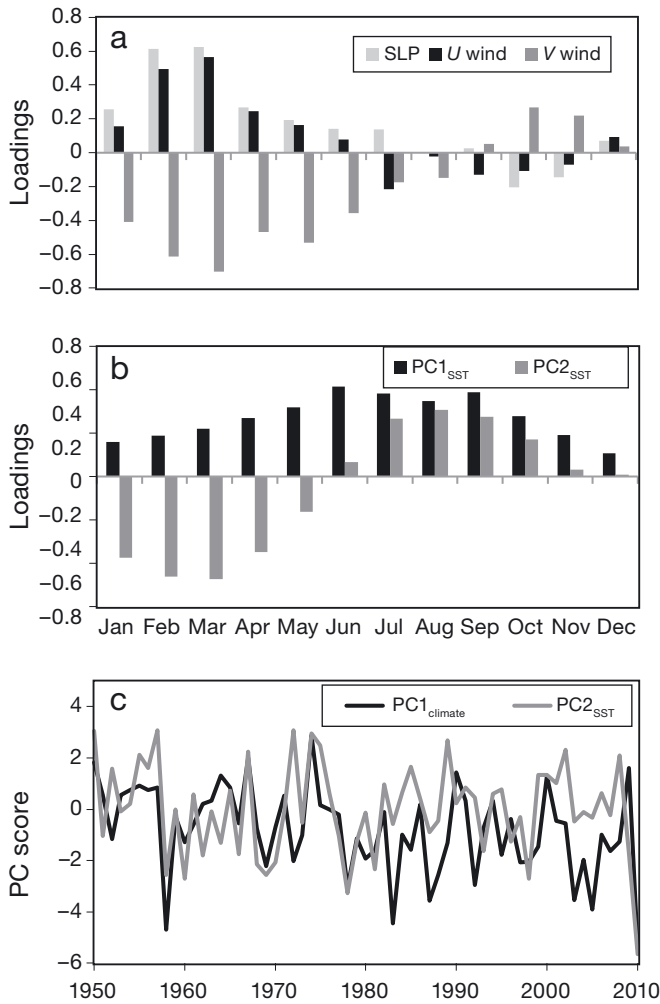 a
SLP U wind V wind
Loadings
0.8
0.6
0.4
0.2
0
−0.2
−0.4
−0.6
−0.8
b
PC1SST PC2SST
Loadings
0.8
0.6
0.4
0.2
0
−0.2
−0.4
−0.6
−0.8
Jan Feb Mar Apr May Jun Jul Aug Sep Oct Nov Dec
c
PC1climate PC2SST
PC score
4
2
0
−2
−4
−6
1950 1960 1970 1980 1990 2000 2010